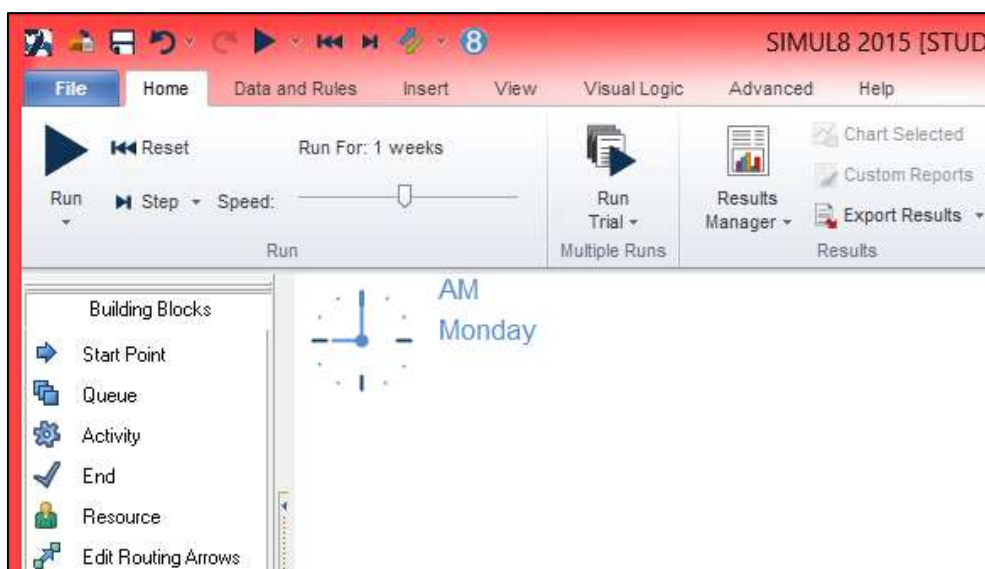 8
SIMUL8 2015 [STUD
File Home Data and Rules Insert View Visual Logic Advanced Help
Run
Reset
Step
Run For: 1 weeks
Speed:
Run
Run Trial
Multiple Runs
Results Manager
Chart Selected
Custom Reports
Export Results
Results
AM
Monday
Building Blocks
Start Point
Queue
Activity
End
Resource
Edit Routing Arrows